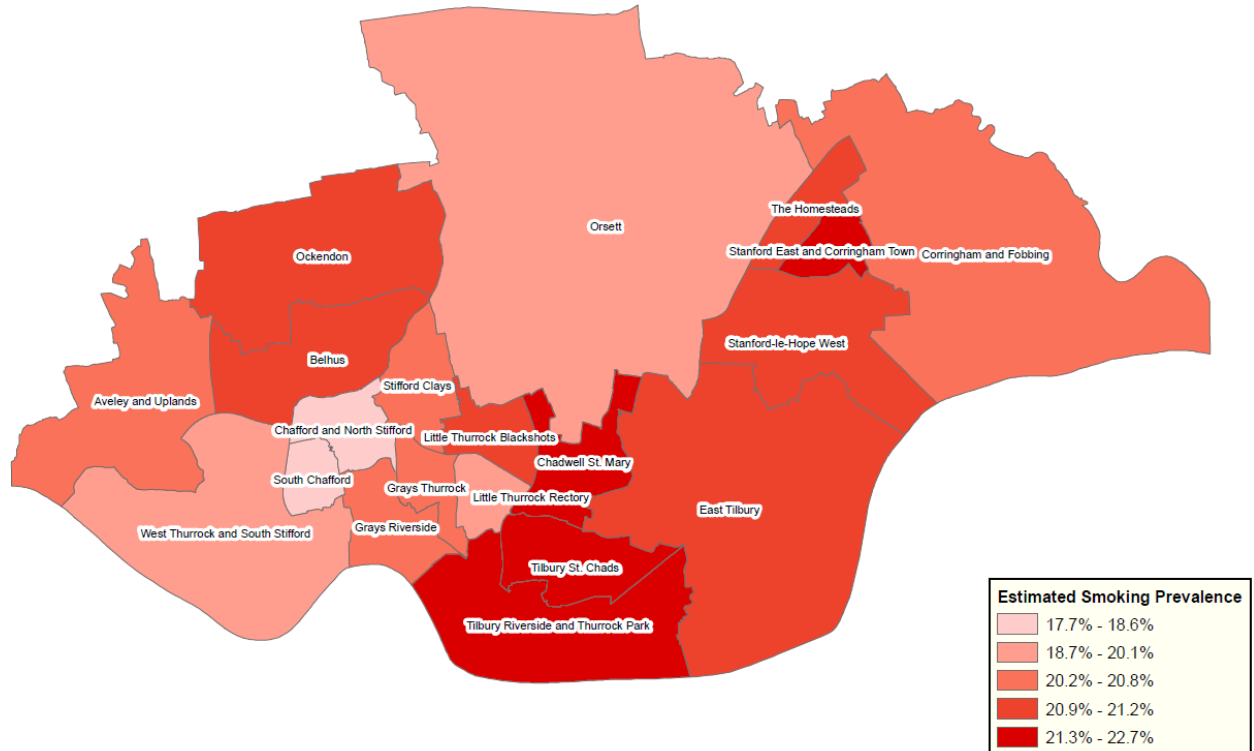 The Homesteads
Orsett
Stanford East and Corringham Town
Corringham and Fobbing
Ockendon
Stanford-le-Hope West
Belhus
Stifford Clays
Aveley and Uplands
Chafford and North Stifford
Little Thurrock Blackshots
Chadwell St. Mary
South Chafford
Grays Thurrock
Little Thurrock Rectory
East Tilbury
Grays Riverside
West Thurrock and South Stifford
Tilbury St. Chads
Tilbury Riverside and Thurrock Park
Estimated Smoking Prevalence
17.7% - 18.6%
18.7% - 20.1%
20.2% - 20.8%
20.9% - 21.2%
21.3% - 22.7%